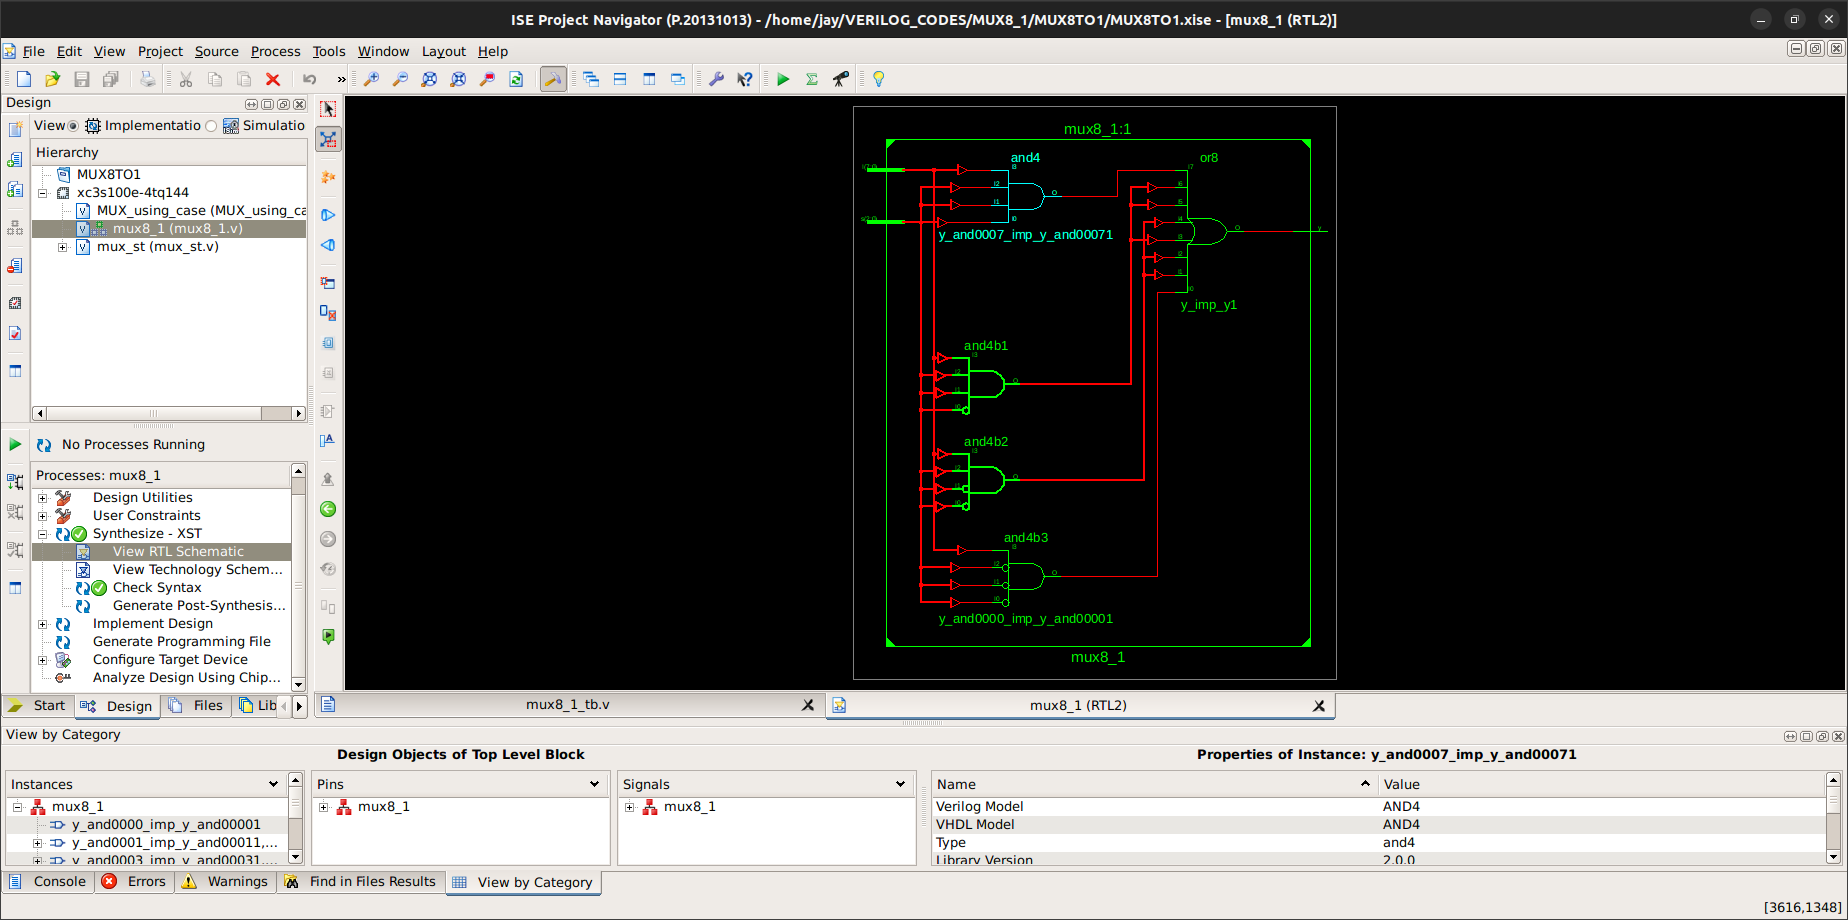 ISE Project Navigator (P.20131013) - /home/jay/VERILOG_CODES/MUX8_1/MUX8TO1/MUX8TO1.xise - [mux8_1 (RTL2)]
File Edit View Project Source Process Tools Window Layout Help
Design
View Implementatio Simulatio
Hierarchy
MUX8TO1
xc3s100e-4tq144
MUX_using_case (MUX_using_ca
mux8_1 (mux8_1.v)
mux_st (mux_st.v)
No Processes Running
Processes: mux8_1
Design Utilities
User Constraints
Synthesize - XST
View RTL Schematic
View Technology Schem...
Check Syntax
Generate Post-Synthesis...
Implement Design
Generate Programming File
Configure Target Device
Analyze Design Using Chip...
Start Design Files Lib
mux8_1:1
and4
or8
y_and0007_imp_y_and00071
y_imp_y1
and4b1
and4b2
and4b3
y_and0000_imp_y_and00001
mux8_1
mux8_1_tb.v
mux8_1 (RTL2)
View by Category
Design Objects of Top Level Block
Properties of Instance: y_and0007_imp_y_and00071
Instances
mux8_1
y_and0000_imp_y_and00001
y_and0001_imp_y_and00011,...
y_and0003_imp_y_and00031,...
Pins
mux8_1
Signals
mux8_1
Name Value
Verilog Model AND4
VHDL Model AND4
Type and4
Library Version 2.0.0
Console Errors Warnings Find in Files Results View by Category
[3616,1348]